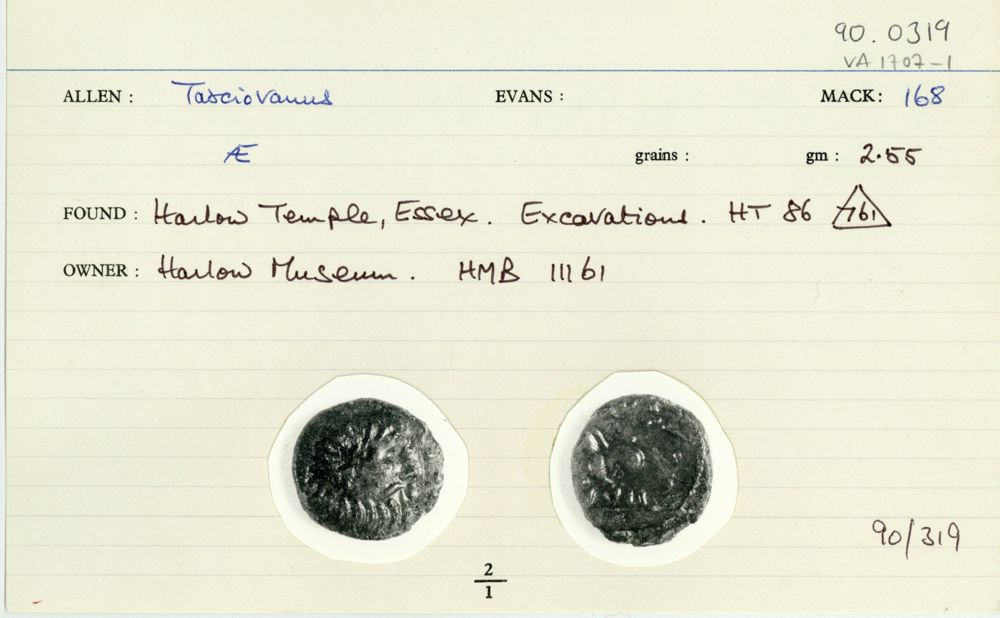 90.0319
VA 1707-1
ALLEN : Tasciovanus EVANS : MACK: 168
Æ grains : gm : 2.55
FOUND : Harlow Temple, Essex. Excavations. HT 86 761
OWNER : Harlow Museum. HMB 11161
90/319
2
1